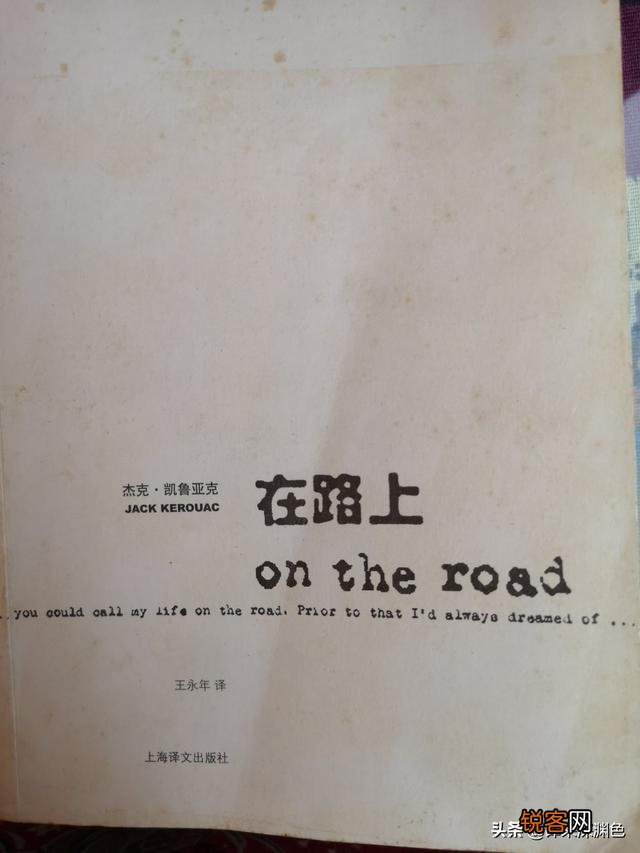 杰克·凯鲁亚克
JACK KEROUAC
在路上
on the road
..you could call my life on the road. Prior to that I'd always dreamed of ...
王永年 译
上海译文出版社
锐客网
头条
渊色